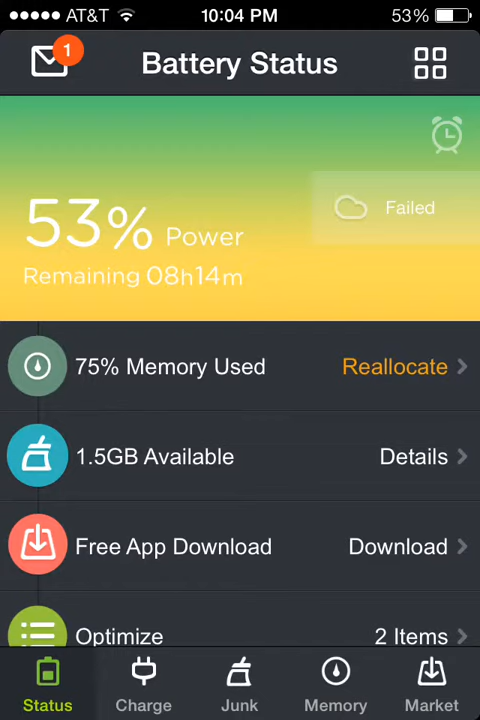 AT&T 10:04 PM 53%
1 Battery Status
Failed
53% Power
Remaining 08h14m
75% Memory Used Reallocate
1.5GB Available Details
Free App Download Download
Optimize 2 Items
Status Charge Junk Memory Market